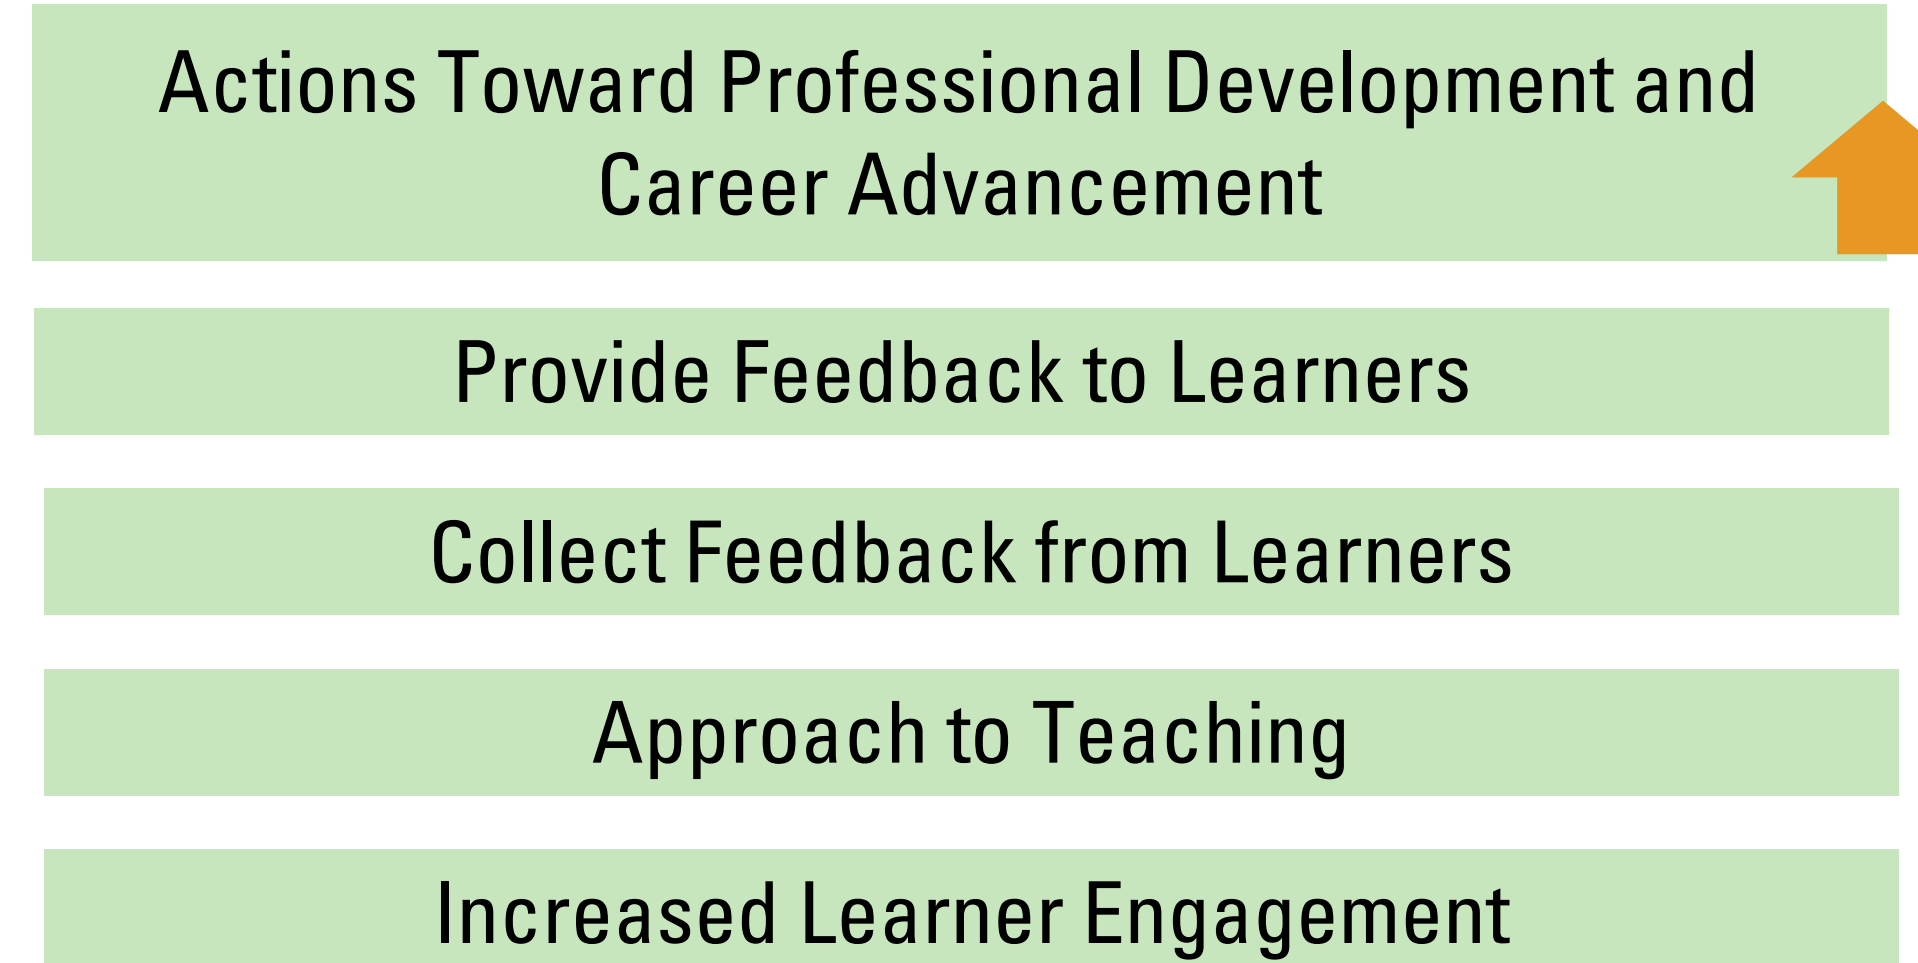 Actions Toward Professional Development and
Career Advancement
Provide Feedback to Learners
Collect Feedback from Learners
Approach to Teaching
Increased Learner Engagement